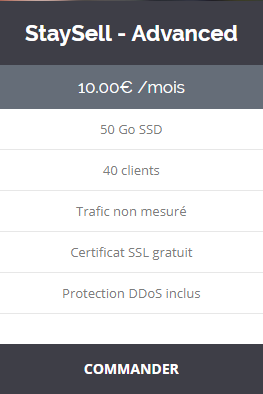 StaySell - Advanced
10.00€ /mois
50 Go SSD
40 clients
Trafic non mesuré
Certificat SSL gratuit
Protection DDoS inclus
COMMANDER